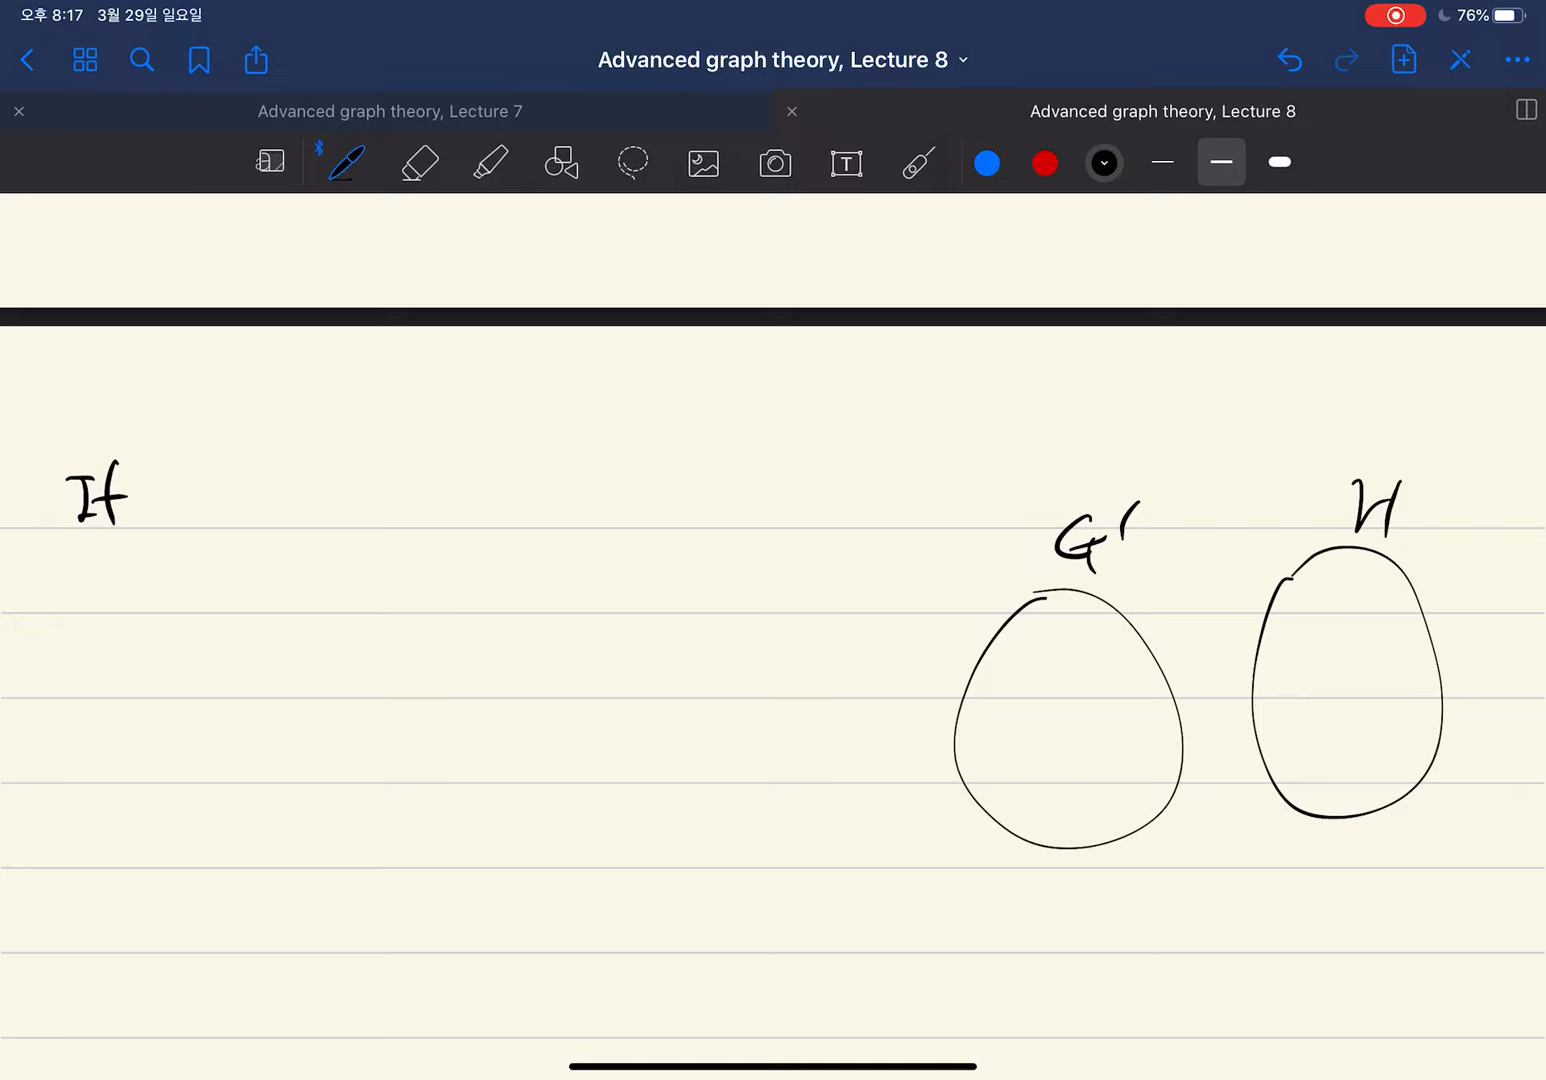 오후 8:17 3월 29일 일요일
76%
Advanced graph theory, Lecture 8
Advanced graph theory, Lecture 7
Advanced graph theory, Lecture 8
T
If
G'
H